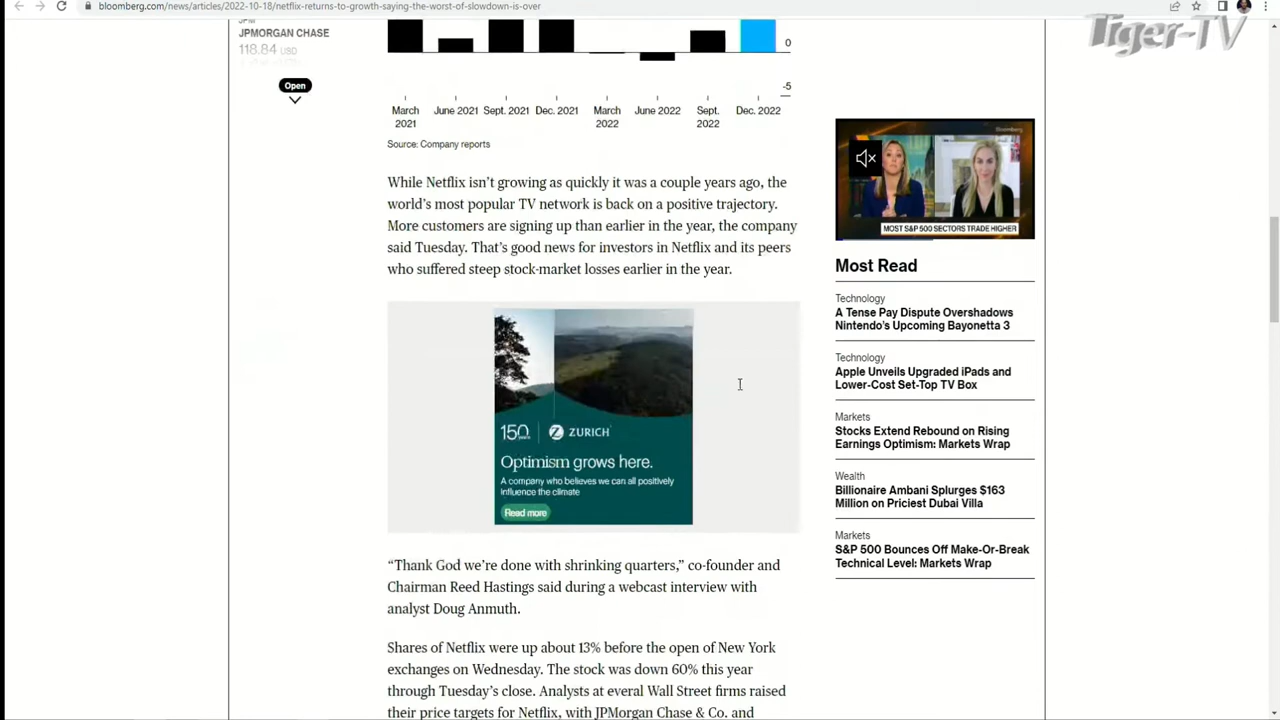 bloomberg.com/news/articles/2022-10-18/netflix-returns-to-growth-saying-the-worst-of-slowdown-is-over
Tiger-TV
JPM
JPMORGAN CHASE
118.84 USD
Open
0
-5
March 2021
June 2021
Sept. 2021
Dec. 2021
March 2022
June 2022
Sept. 2022
Dec. 2022
Source: Company reports
While Netflix isn’t growing as quickly it was a couple years ago, the
world’s most popular TV network is back on a positive trajectory.
More customers are signing up than earlier in the year, the company
said Tuesday. That’s good news for investors in Netflix and its peers
who suffered steep stock-market losses earlier in the year.
150 years
ZURICH
Optimism grows here.
A company who believes we can all positively
influence the climate
Read more
“Thank God we’re done with shrinking quarters,” co-founder and
Chairman Reed Hastings said during a webcast interview with
analyst Doug Anmuth.
Shares of Netflix were up about 13% before the open of New York
exchanges on Wednesday. The stock was down 60% this year
through Tuesday’s close. Analysts at everal Wall Street firms raised
their price targets for Netflix, with JPMorgan Chase & Co. and
Bloomberg
MOST S&P 500 SECTORS TRADE HIGHER
Most Read
Technology
A Tense Pay Dispute Overshadows
Nintendo’s Upcoming Bayonetta 3
Technology
Apple Unveils Upgraded iPads and
Lower-Cost Set-Top TV Box
Markets
Stocks Extend Rebound on Rising
Earnings Optimism: Markets Wrap
Wealth
Billionaire Ambani Splurges $163
Million on Priciest Dubai Villa
Markets
S&P 500 Bounces Off Make-Or-Break
Technical Level: Markets Wrap